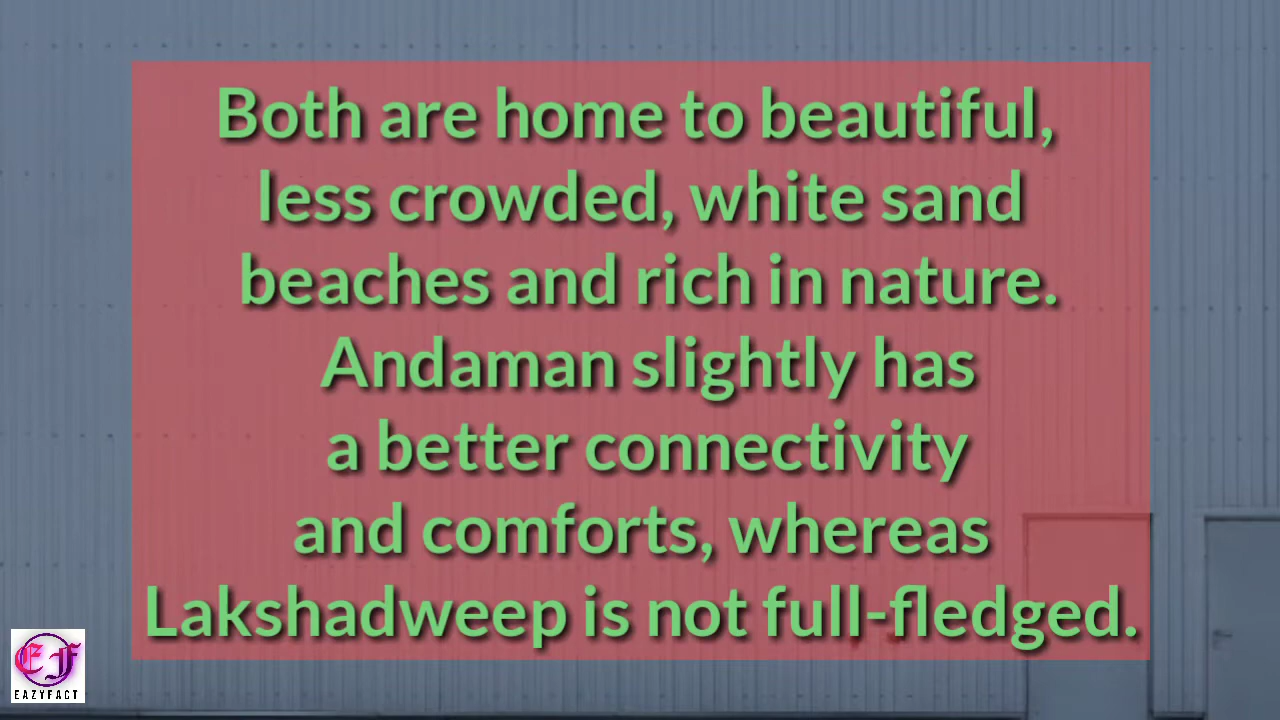 Both are home to beautiful,
less crowded, white sand
beaches and rich in nature.
Andaman slightly has
a better connectivity
and comforts, whereas
Lakshadweep is not full-fledged.
EF
EAZYFACT